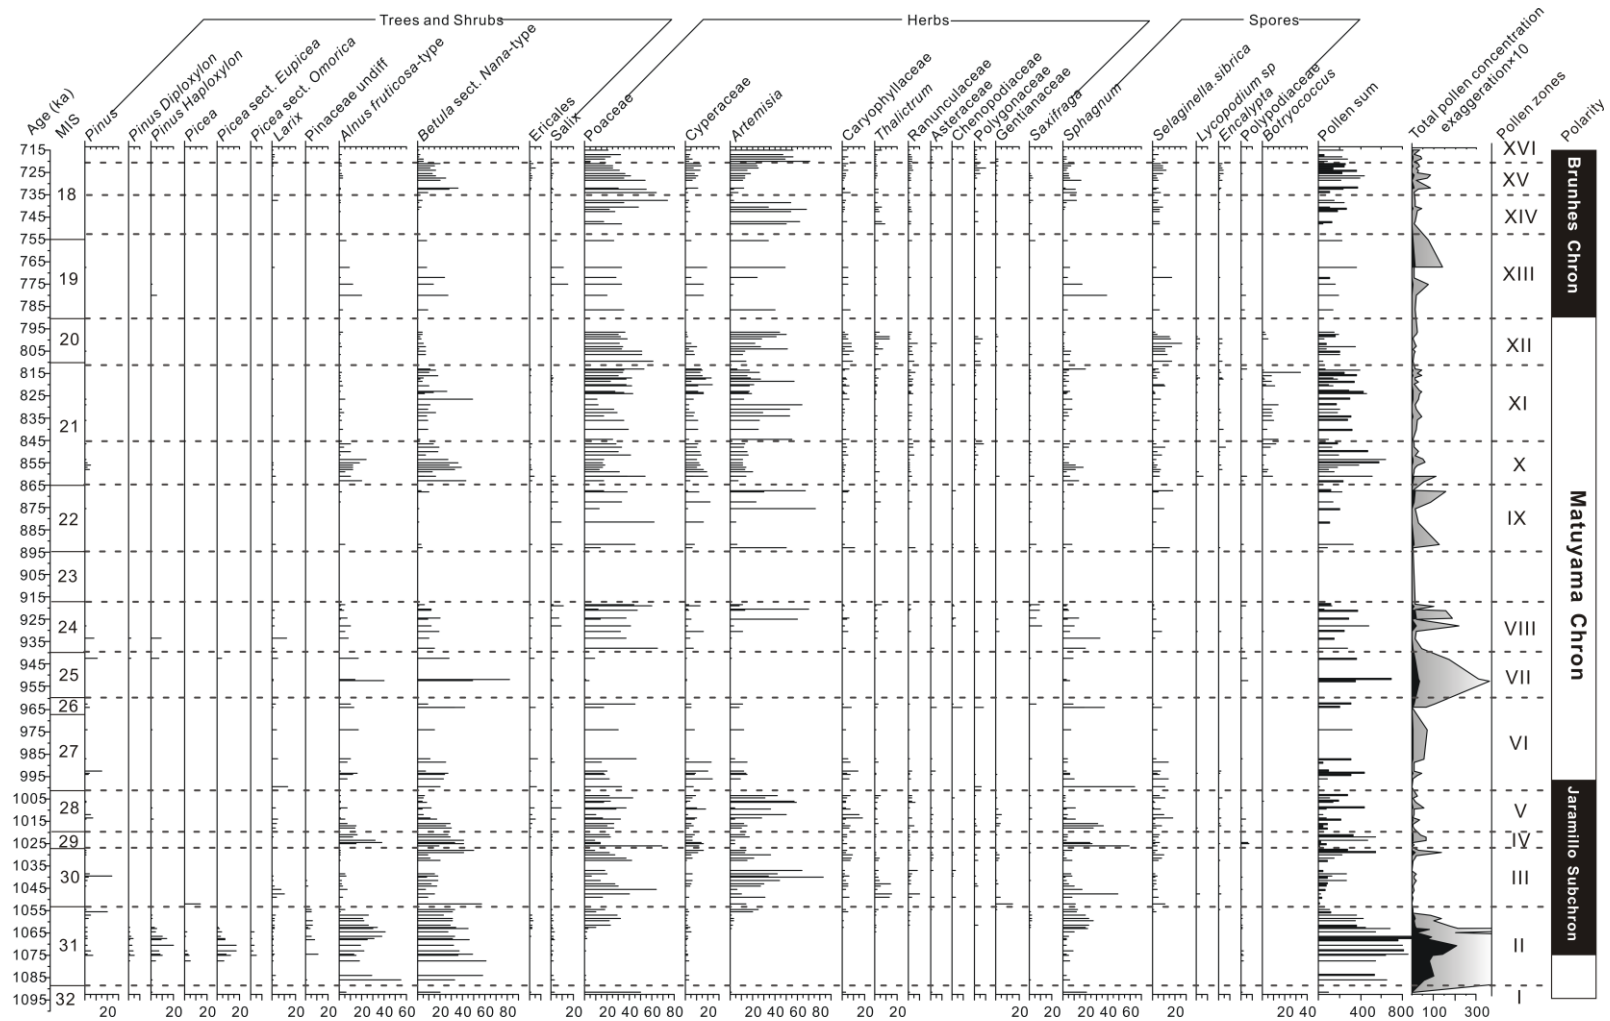 Trees and Shrubs
Herbs
Spores
Age (ka)
MIS
Pinus
Pinus Diploxylon
Pinus Haploxylon
Picea
Picea sect. Eupicea
Picea sect. Omorica
Larix
Pinaceae undiff
Alnus fruticosa-type
Betula sect. Nana-type
Ericales
Salix
Poaceae
Cyperaceae
Artemisia
Caryophyllaceae
Thalictrum
Ranunculaceae
Asteraceae
Chenopodiaceae
Polygonaceae
Gentianaceae
Saxifraga
Sphagnum
Selaginella.sibrica
Lycopodium sp
Encalypta
Polypodiaceae
Botryococcus
Pollen sum
Total pollen concentration
exaggeration×10
Pollen zones
Polarity
715 XVI
725 XV
735 18
745 XIV
755
765
775 19 XIII
785
795
805 20 XII
815
825 XI
835 21
845
855 X
865
875
885 22 IX
895
905 23
915
925 24 VIII
935
945
955 25 VII
965 26
975 VI
985 27
995
1005 28
1015 V
1025 29 IV
1035
1045 30 III
1055
1065 31
1075 II
1085
1095 32 I
Brunhes Chron
Matuyama Chron
Jaramillo Subchron
20 20 20 20 20 20 20 20 20 40 60 20 40 60 80 20 20 20 40 60 80 20 20 40 60 80 20 20 20 20 20 40 60 20 20 20 40 400 800 100 300